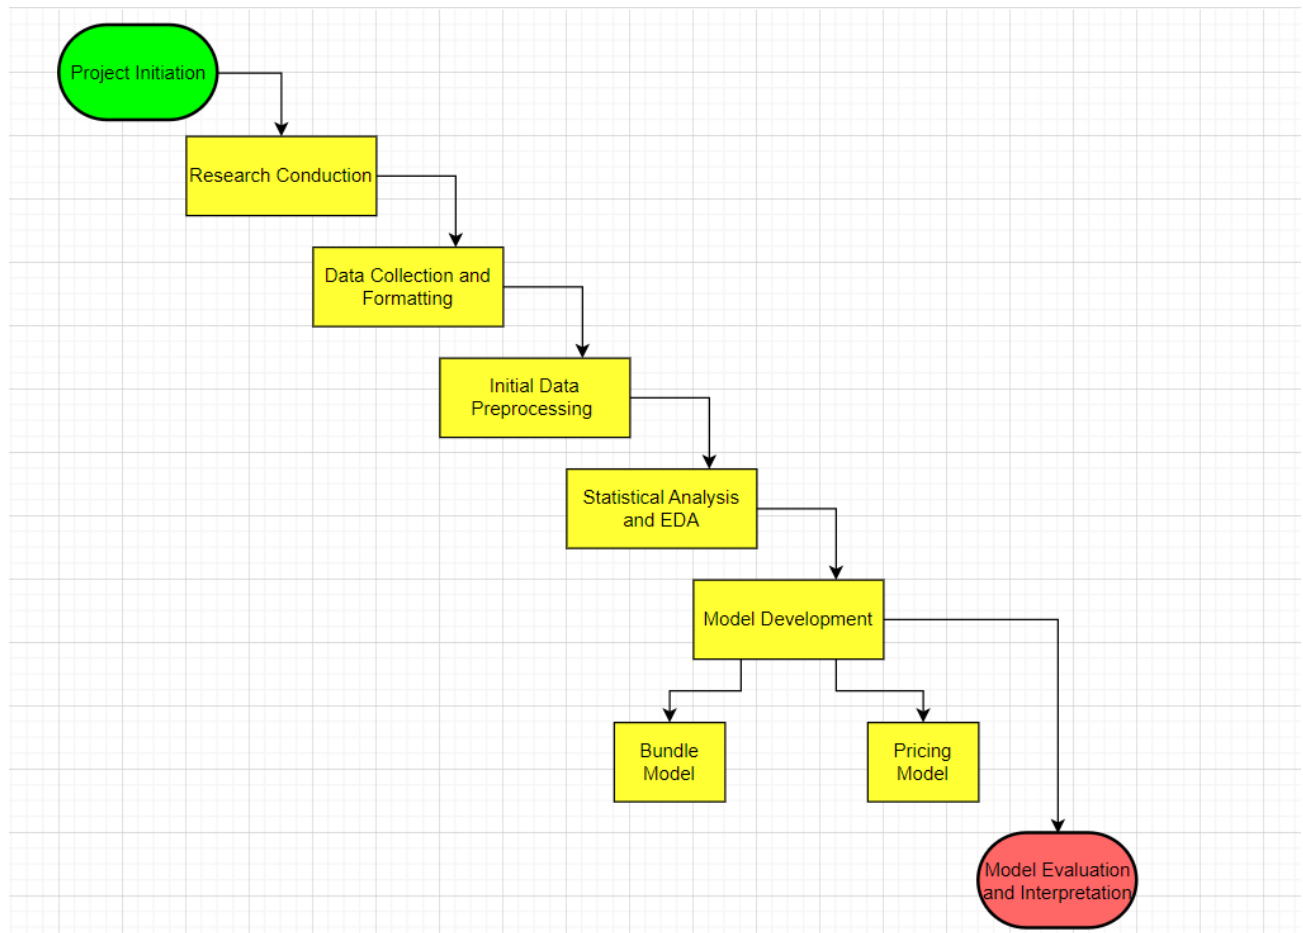 Project Initiation
Research Conduction
Data Collection and
Formatting
Initial Data
Preprocessing
Statistical Analysis
and EDA
Model Development
Bundle
Model
Pricing
Model
Model Evaluation
and Interpretation